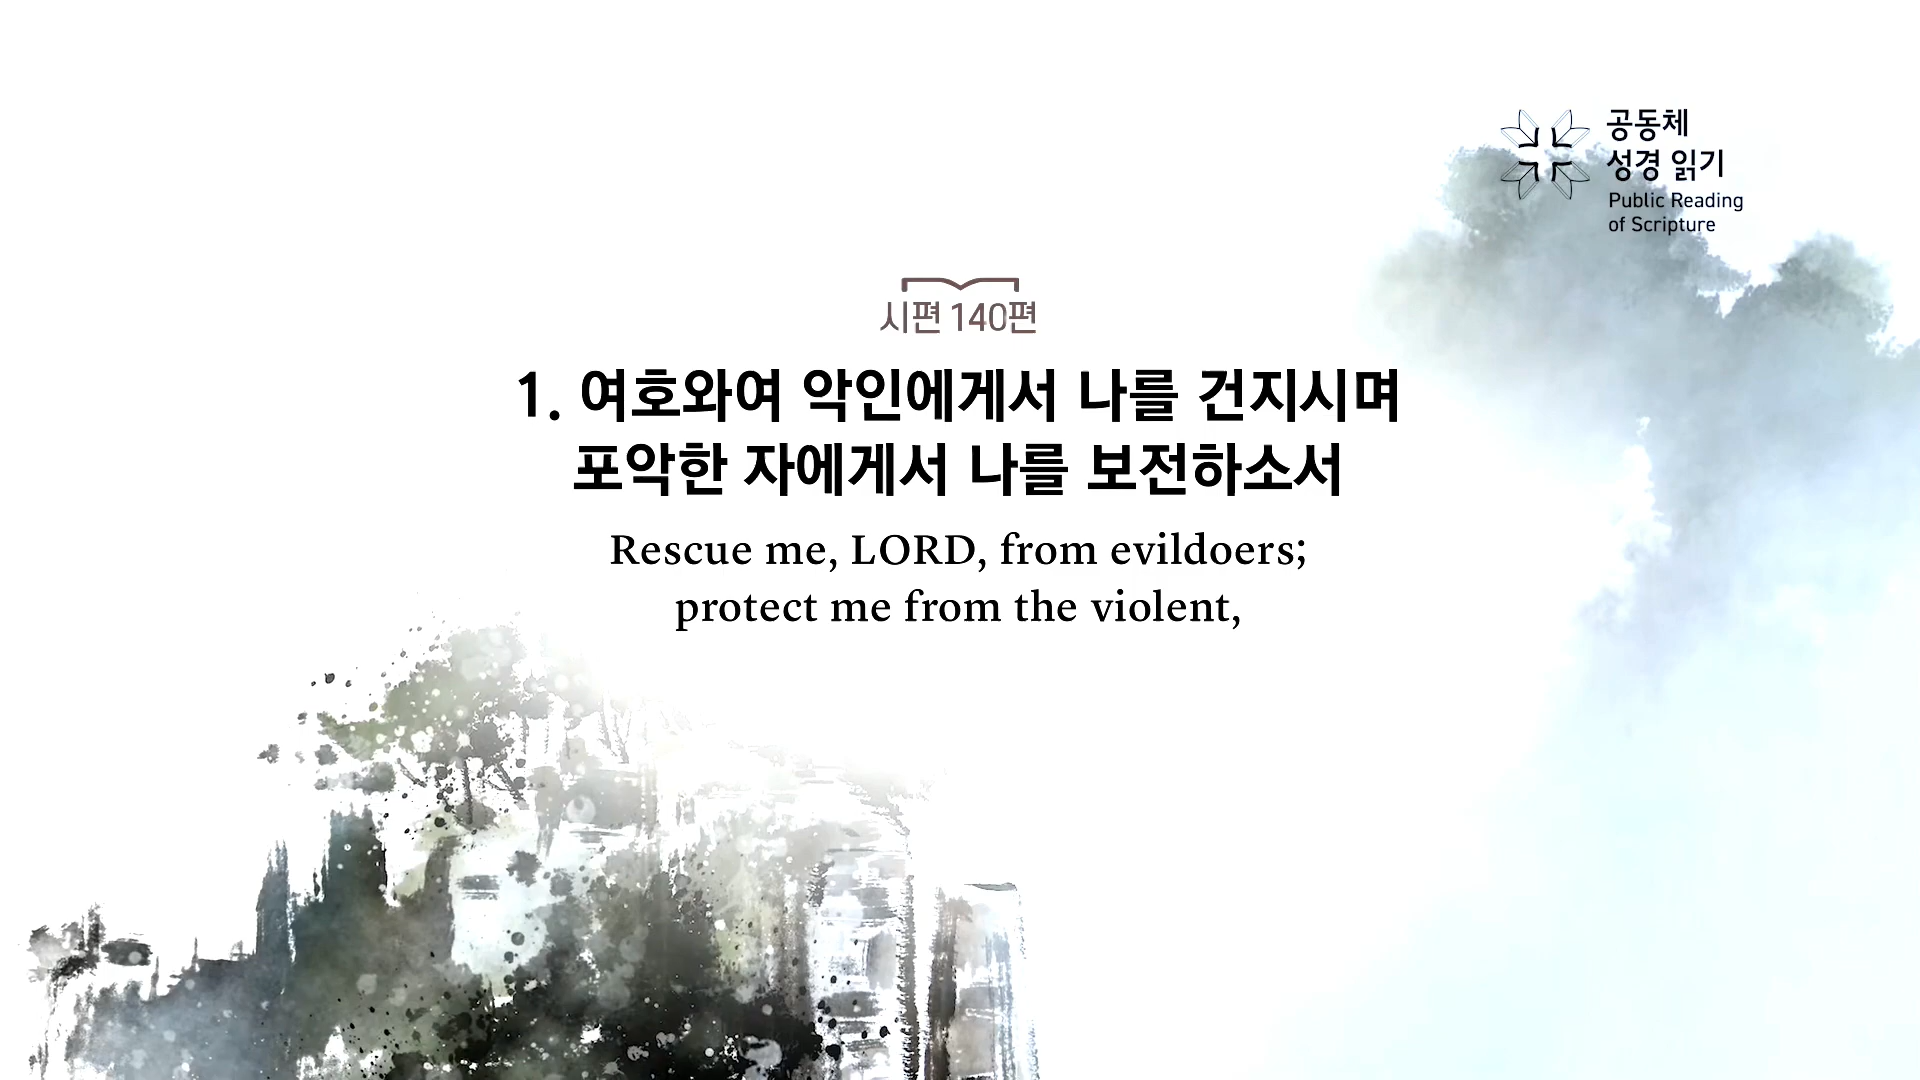 공동체
성경 읽기
Public Reading
of Scripture
시편 140편
1. 여호와여 악인에게서 나를 건지시며
포악한 자에게서 나를 보전하소서
Rescue me, LORD, from evildoers;
protect me from the violent,